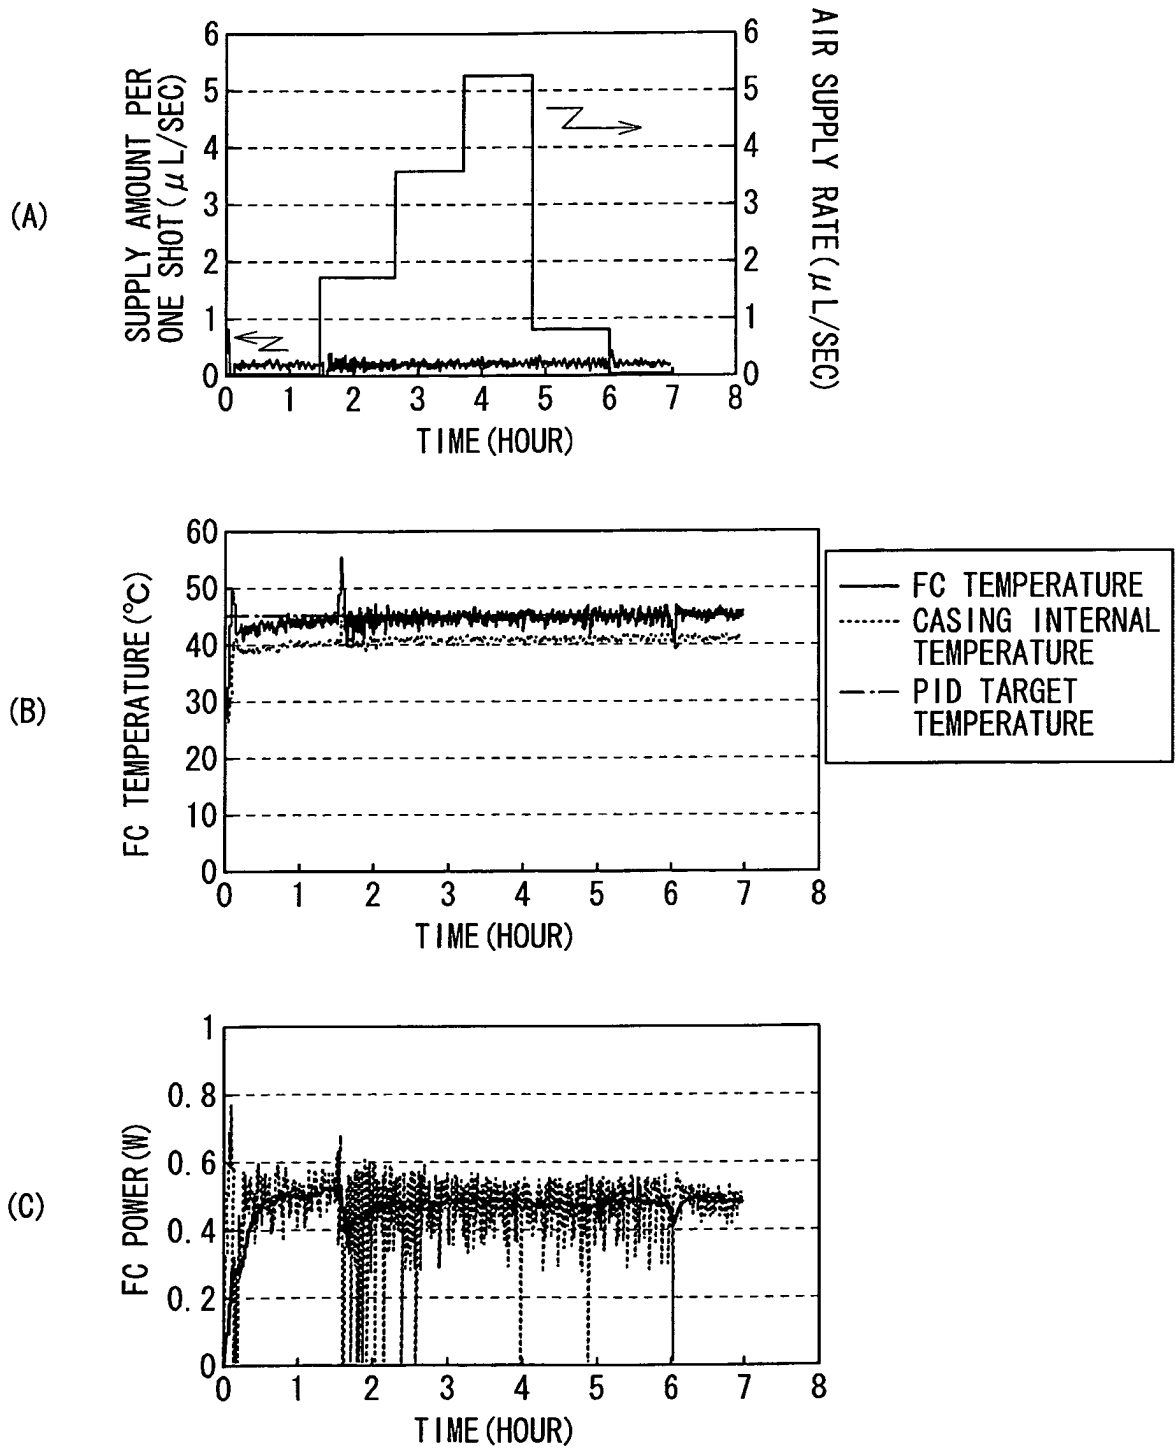 (A)
SUPPLY AMOUNT PER
ONE SHOT(μL/SEC)
6
5
4
3
2
1
0
6
5
4
3
2
1
0
AIR SUPPLY RATE(μL/SEC)
0 1 2 3 4 5 6 7 8
TIME(HOUR)
(B)
FC TEMPERATURE(°C)
60
50
40
30
20
10
0
0 1 2 3 4 5 6 7 8
TIME(HOUR)
FC TEMPERATURE
CASING INTERNAL
TEMPERATURE
PID TARGET
TEMPERATURE
(C)
FC POWER(W)
1
0.8
0.6
0.4
0.2
0
0 1 2 3 4 5 6 7 8
TIME(HOUR)